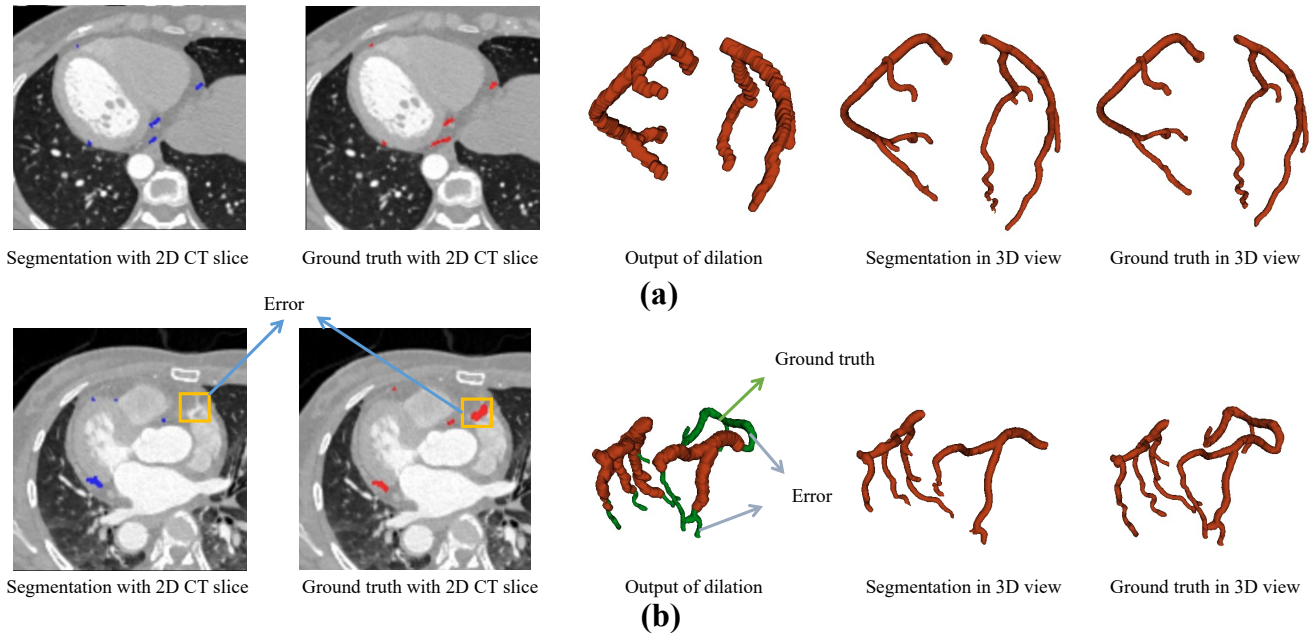 Segmentation with 2D CT slice
Ground truth with 2D CT slice
Output of dilation
Segmentation in 3D view
Ground truth in 3D view
(a)
Error
Ground truth
Error
Segmentation with 2D CT slice
Ground truth with 2D CT slice
Output of dilation
Segmentation in 3D view
Ground truth in 3D view
(b)